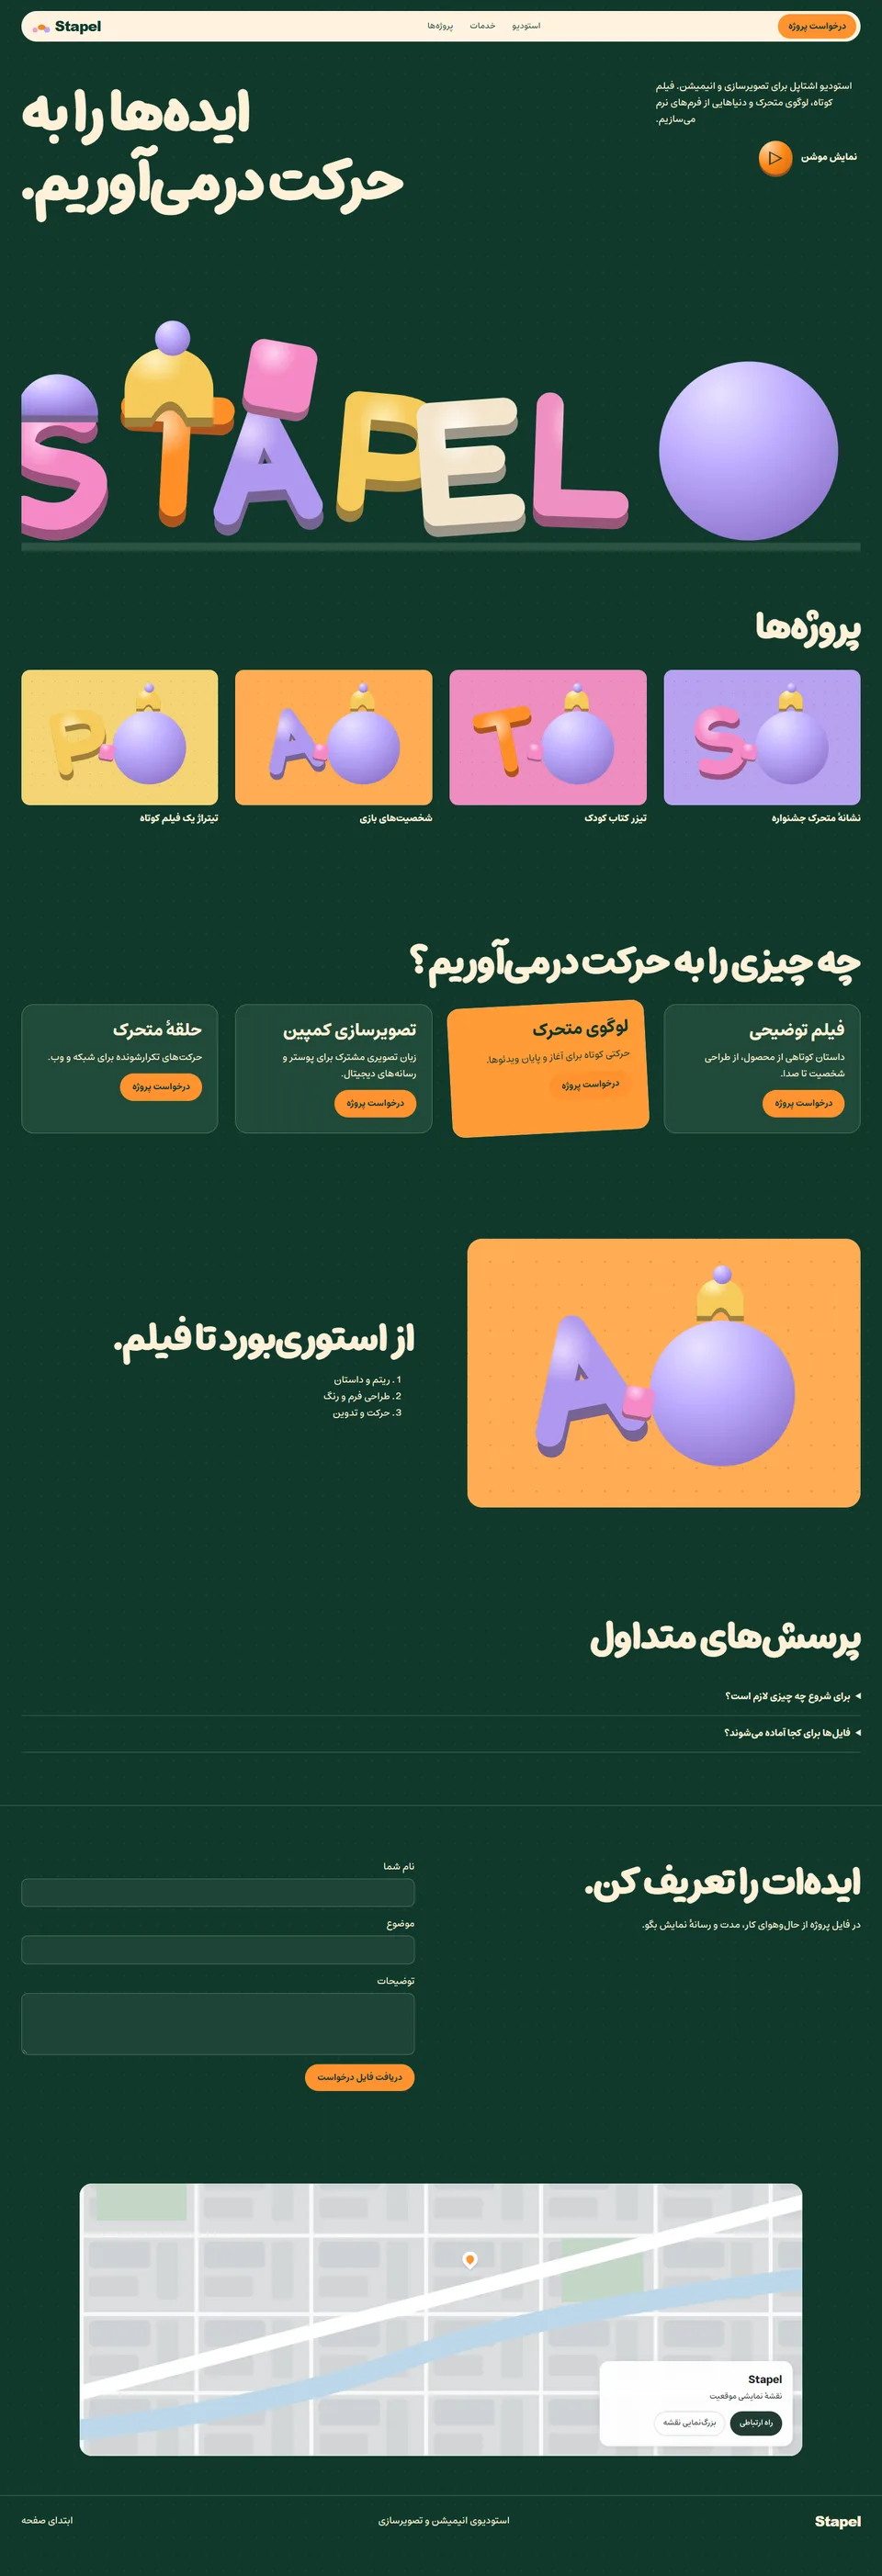 Stapel
استودیو
خدمات
پروژه‌ها
درخواست پروژه
ایده‌ها را به
حرکت درمی‌آوریم.
استودیو اشتاپل برای تصویرسازی و انیمیشن. فیلم
کوتاه، لوگوی متحرک و دنیاهایی از فرم‌های نرم
می‌سازیم.
نمایش موشن
STAPEL
پروژه‌ها
S
T
A
P
نشانهٔ متحرک جشنواره
تیزر کتاب کودک
شخصیت‌های بازی
تیتراژ یک فیلم کوتاه
چه چیزی را به حرکت درمی‌آوریم؟
فیلم توضیحی
داستان کوتاهی از محصول، از طراحی
شخصیت تا صدا.
درخواست پروژه
لوگوی متحرک
حرکتی کوتاه برای آغاز و پایان ویدئوها.
درخواست پروژه
تصویرسازی کمپین
زبان تصویری مشترک برای پوستر و
رسانه‌های دیجیتال.
درخواست پروژه
حلقهٔ متحرک
حرکت‌های تکرارشونده برای شبکه و وب.
درخواست پروژه
A
از استوری‌بورد تا فیلم.
1. ریتم و داستان
2. طراحی فرم و رنگ
3. حرکت و تدوین
پرسش‌های متداول
برای شروع چه چیزی لازم است؟
فایل‌ها برای کجا آماده می‌شوند؟
ایده‌ات را تعریف کن.
در فایل پروژه از حال‌وهوای کار، مدت و رسانهٔ نمایش بگو.
نام شما
موضوع
توضیحات
دریافت فایل درخواست
Stapel
نقشهٔ نمایشی موقعیت
راه ارتباطی
بزرگ‌نمایی نقشه
Stapel
استودیوی انیمیشن و تصویرسازی
ابتدای صفحه